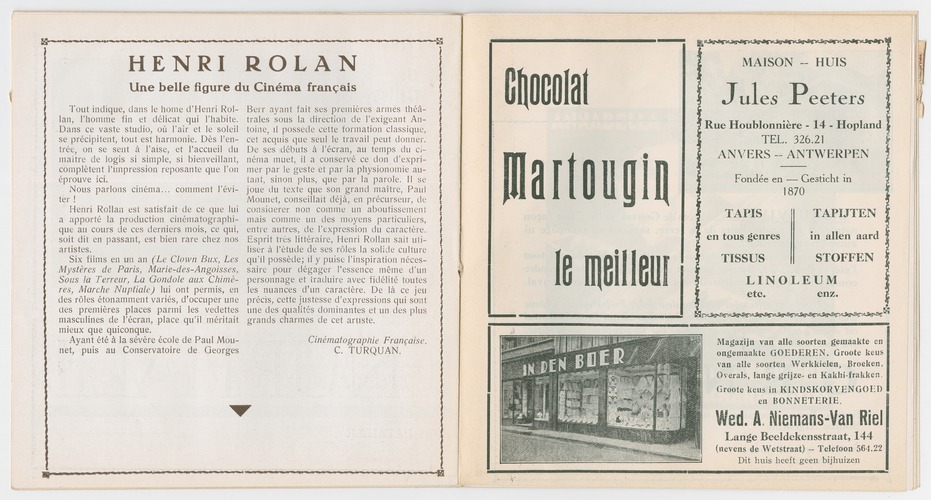 HENRI ROLAN
Une belle figure du Cinéma français
Tout indique, dans le home d'Henri Rol-
lan, l'homme fin et délicat qui l'habite.
Dans ce vaste studio, où l'air et le soleil
se précipitent, tout est harmonie. Dès l'en-
trée, on se sent à l'aise, et l'accueil du
maître de logis si simple, si bienveillant,
complètent l'impression reposante que l'on
éprouve ici.
Nous parlons cinéma... comment l'évi-
ter !
Henri Rollan est satisfait de ce que lui
a apporté la production cinématographi-
que au cours de ces derniers mois, ce qui,
soit dit en passant, est bien rare chez nos
artistes.
Six films en un an (Le Clown Bux, Les
Mystères de Paris, Marie-des-Angoisses,
Sous la Terreur, La Gondole aux Chimè-
res, Marche Nuptiale) lui ont permis, en
des rôles étonamment variés, d'occuper une
des premières places parmi les vedettes
masculines de l'écran, place qu'il méritait
mieux que quiconque.
Ayant été à la sévère école de Paul Mou-
net, puis au Conservatoire de Georges
Berr ayant fait ses premières armes théâ-
trales sous la direction de l'exigeant An-
toine, il possede cette formation classique,
cet acquis que seul le travail peut donner.
De ses débuts à l'écran, au temps du ci-
néma muet, il a conservé ce don d'expri-
mer par le geste et par la physionomie au-
tant, sinon plus, que par la parole. Il se
joue du texte que son grand maître, Paul
Mounet, conseillait déjà, en précurseur, de
considérer non comme un aboutissement
mais comme un des moyens particuliers,
entre autres, de l'expression du caractère.
Esprit très littéraire, Henri Rolan sait uti-
liser à l'étude de ses rôles la solide culture
qu'il possède; il y puise l'inspiration néces-
saire pour dégager l'essence même d'un
personnage et traduire avec fidélité toutes
les nuances d'un caractère. De là ce jeu
précis, cette justesse d'expressions qui sont
une des qualités dominantes et un des plus
grands charmes de cet artiste.
Cinématographie Française.
C. TURQUAN.
Chocolat
Martougin
le meilleur
MAISON -- HUIS
Jules Peeters
Rue Houblonnière - 14 - Hopland
TEL. 326.21
ANVERS -- ANTWERPEN
Fondée en — Gesticht in
1870
TAPIS
en tous genres
TISSUS
TAPIJTEN
in allen aard
STOFFEN
LINOLEUM
etc. enz.
IN DEN BOER
Magazijn van alle soorten gemaakte en
ongemaakte GOEDEREN. Groote keus
van alle soorten Werkkielen, Broeken.
Overals, lange grijze- en Kakhi-frakken.
Groote keus in KINDSKORVENGOED
en BONNETERIE.
Wed. A. Niemans-Van Riel
Lange Beeldekensstraat, 144
(nevens de Wetstraat) -- Telefoon 564.22
Dit huis heeft geen bijhuizen